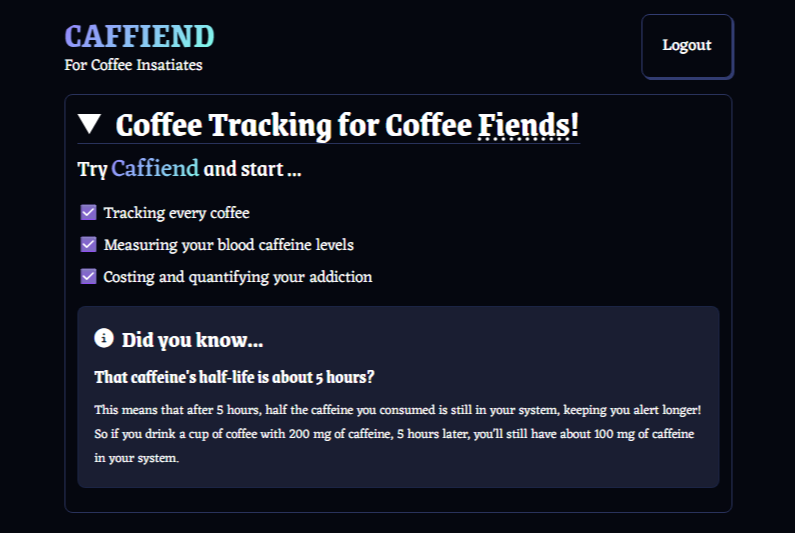 CAFFIEND
For Coffee Insatiates
Logout
Coffee Tracking for Coffee Fiends!
Try Caffiend and start ...
Tracking every coffee
Measuring your blood caffeine levels
Costing and quantifying your addiction
Did you know...
That caffeine's half-life is about 5 hours?
This means that after 5 hours, half the caffeine you consumed is still in your system, keeping you alert longer!
So if you drink a cup of coffee with 200 mg of caffeine, 5 hours later, you'll still have about 100 mg of caffeine
in your system.